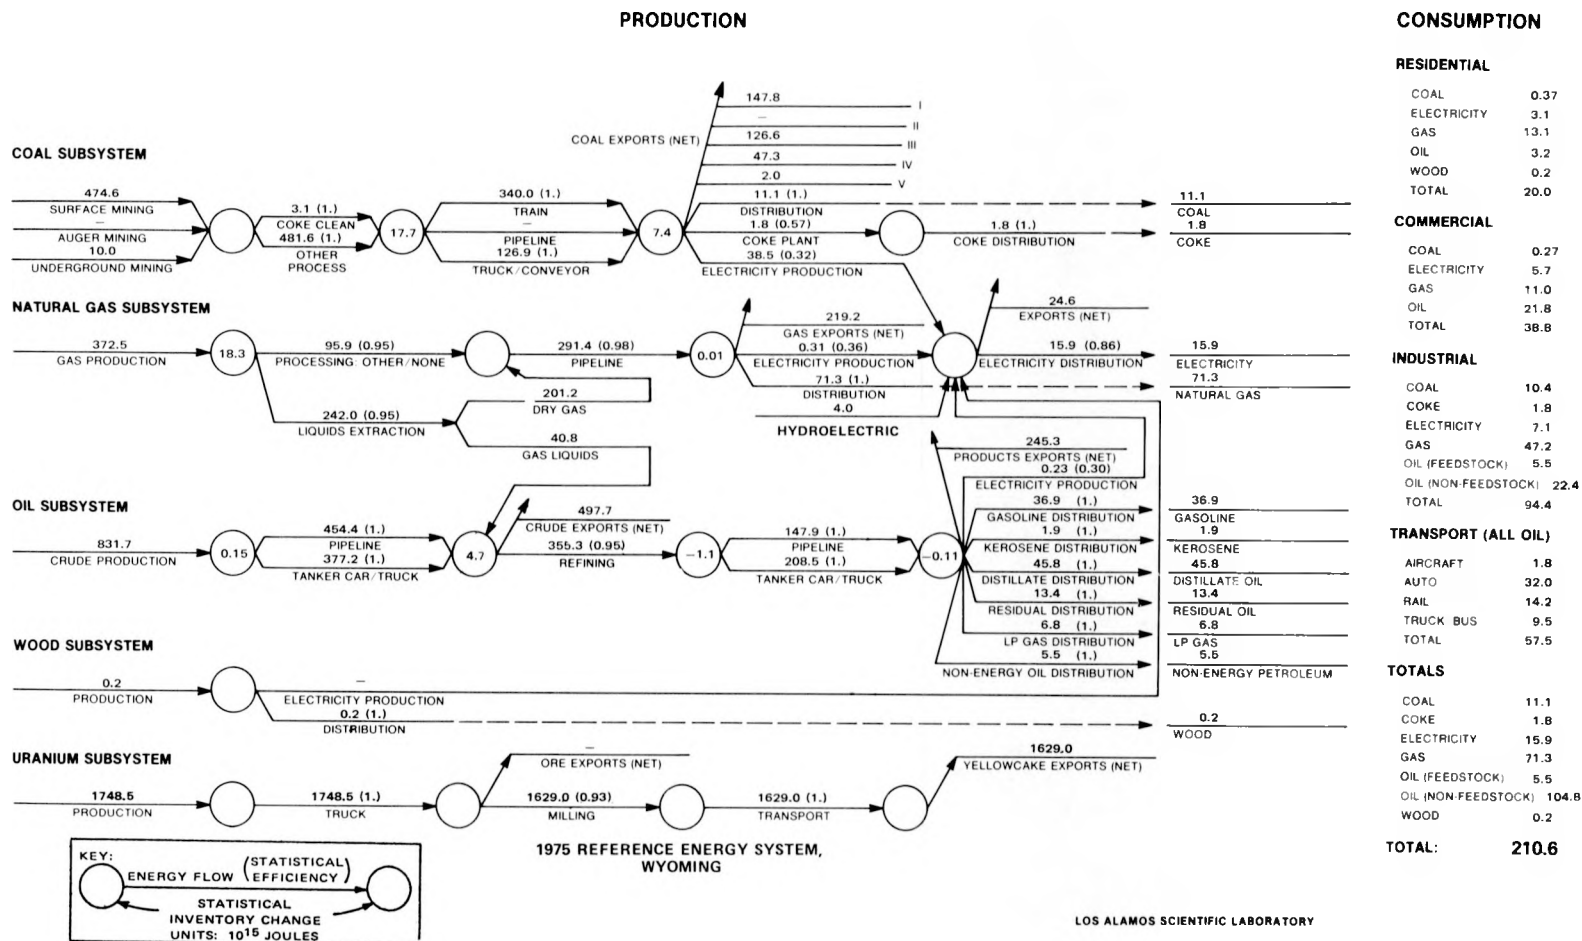 PRODUCTION
COAL SUBSYSTEM
474.6
SURFACE MINING
–
AUGER MINING
10.0
UNDERGROUND MINING
3.1 (1.)
COKE CLEAN
481.6 (1.)
OTHER
PROCESS
17.7
340.0 (1.)
TRAIN
–
PIPELINE
126.9 (1.)
TRUCK/CONVEYOR
7.4
COAL EXPORTS (NET)
147.8 I
– II
126.6 III
47.3 IV
2.0 V
11.1 (1.)
DISTRIBUTION
1.8 (0.57)
COKE PLANT
38.5 (0.32)
ELECTRICITY PRODUCTION
1.8 (1.)
COKE DISTRIBUTION
11.1
COAL
1.8
COKE
NATURAL GAS SUBSYSTEM
372.5
GAS PRODUCTION
18.3
95.9 (0.95)
PROCESSING: OTHER/NONE
242.0 (0.95)
LIQUIDS EXTRACTION
291.4 (0.98)
PIPELINE
201.2
DRY GAS
40.8
GAS LIQUIDS
0.01
219.2
GAS EXPORTS (NET)
0.31 (0.36)
ELECTRICITY PRODUCTION
71.3 (1.)
DISTRIBUTION
4.0
HYDROELECTRIC
24.6
EXPORTS (NET)
15.9 (0.86)
ELECTRICITY DISTRIBUTION
15.9
ELECTRICITY
71.3
NATURAL GAS
OIL SUBSYSTEM
831.7
CRUDE PRODUCTION
0.15
454.4 (1.)
PIPELINE
377.2 (1.)
TANKER CAR/TRUCK
4.7
497.7
CRUDE EXPORTS (NET)
355.3 (0.95)
REFINING
–1.1
147.9 (1.)
PIPELINE
208.5 (1.)
TANKER CAR/TRUCK
–0.11
245.3
PRODUCTS EXPORTS (NET)
0.23 (0.30)
ELECTRICITY PRODUCTION
36.9 (1.)
GASOLINE DISTRIBUTION
1.9 (1.)
KEROSENE DISTRIBUTION
45.8 (1.)
DISTILLATE DISTRIBUTION
13.4 (1.)
RESIDUAL DISTRIBUTION
6.8 (1.)
LP GAS DISTRIBUTION
5.5 (1.)
NON-ENERGY OIL DISTRIBUTION
36.9
GASOLINE
1.9
KEROSENE
45.8
DISTILLATE OIL
13.4
RESIDUAL OIL
6.8
LP GAS
5.5
NON-ENERGY PETROLEUM
WOOD SUBSYSTEM
0.2
PRODUCTION
–
ELECTRICITY PRODUCTION
0.2 (1.)
DISTRIBUTION
0.2
WOOD
URANIUM SUBSYSTEM
1748.5
PRODUCTION
1748.5 (1.)
TRUCK
–
ORE EXPORTS (NET)
1629.0 (0.93)
MILLING
1629.0 (1.)
TRANSPORT
1629.0
YELLOWCAKE EXPORTS (NET)
KEY:
ENERGY FLOW (STATISTICAL EFFICIENCY)
STATISTICAL
INVENTORY CHANGE
UNITS: 10¹⁵ JOULES
1975 REFERENCE ENERGY SYSTEM,
WYOMING
LOS ALAMOS SCIENTIFIC LABORATORY
CONSUMPTION
RESIDENTIAL
COAL 0.37
ELECTRICITY 3.1
GAS 13.1
OIL 3.2
WOOD 0.2
TOTAL 20.0
COMMERCIAL
COAL 0.27
ELECTRICITY 5.7
GAS 11.0
OIL 21.8
TOTAL 38.8
INDUSTRIAL
COAL 10.4
COKE 1.8
ELECTRICITY 7.1
GAS 47.2
OIL (FEEDSTOCK) 5.5
OIL (NON-FEEDSTOCK) 22.4
TOTAL 94.4
TRANSPORT (ALL OIL)
AIRCRAFT 1.8
AUTO 32.0
RAIL 14.2
TRUCK BUS 9.5
TOTAL 57.5
TOTALS
COAL 11.1
COKE 1.8
ELECTRICITY 15.9
GAS 71.3
OIL (FEEDSTOCK) 5.5
OIL (NON-FEEDSTOCK) 104.8
WOOD 0.2
TOTAL: 210.6